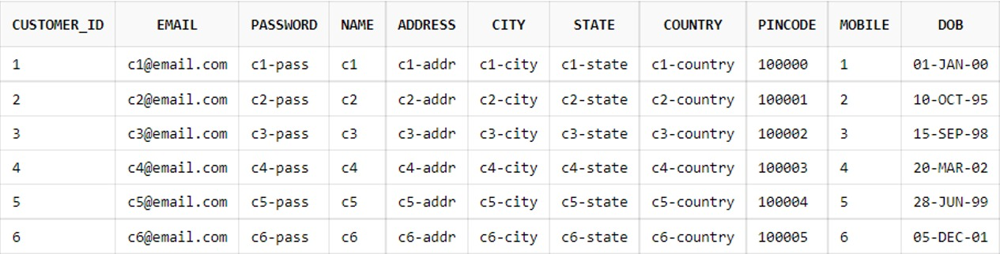 CUSTOMER_ID EMAIL PASSWORD NAME ADDRESS CITY STATE COUNTRY PINCODE MOBILE DOB
1 c1@email.com c1-pass c1 c1-addr c1-city c1-state c1-country 100000 1 01-JAN-00
2 c2@email.com c2-pass c2 c2-addr c2-city c2-state c2-country 100001 2 10-OCT-95
3 c3@email.com c3-pass c3 c3-addr c3-city c3-state c3-country 100002 3 15-SEP-98
4 c4@email.com c4-pass c4 c4-addr c4-city c4-state c4-country 100003 4 20-MAR-02
5 c5@email.com c5-pass c5 c5-addr c5-city c5-state c5-country 100004 5 28-JUN-99
6 c6@email.com c6-pass c6 c6-addr c6-city c6-state c6-country 100005 6 05-DEC-01